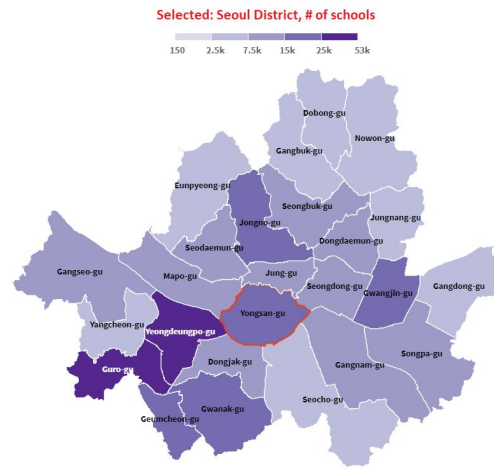 Selected: Seoul District, # of schools
150 2.5k 7.5k 15k 25k 53k
Dobong-gu
Nowon-gu
Gangbuk-gu
Eunpyeong-gu
Seongbuk-gu
Jungnang-gu
Jongno-gu
Dongdaemun-gu
Seodaemun-gu
Gangseo-gu
Mapo-gu
Jung-gu
Seongdong-gu
Gwangjin-gu
Gangdong-gu
Yongsan-gu
Yangcheon-gu
Yeongdeungpo-gu
Songpa-gu
Guro-gu
Dongjak-gu
Gangnam-gu
Seocho-gu
Geumcheon-gu
Gwanak-gu